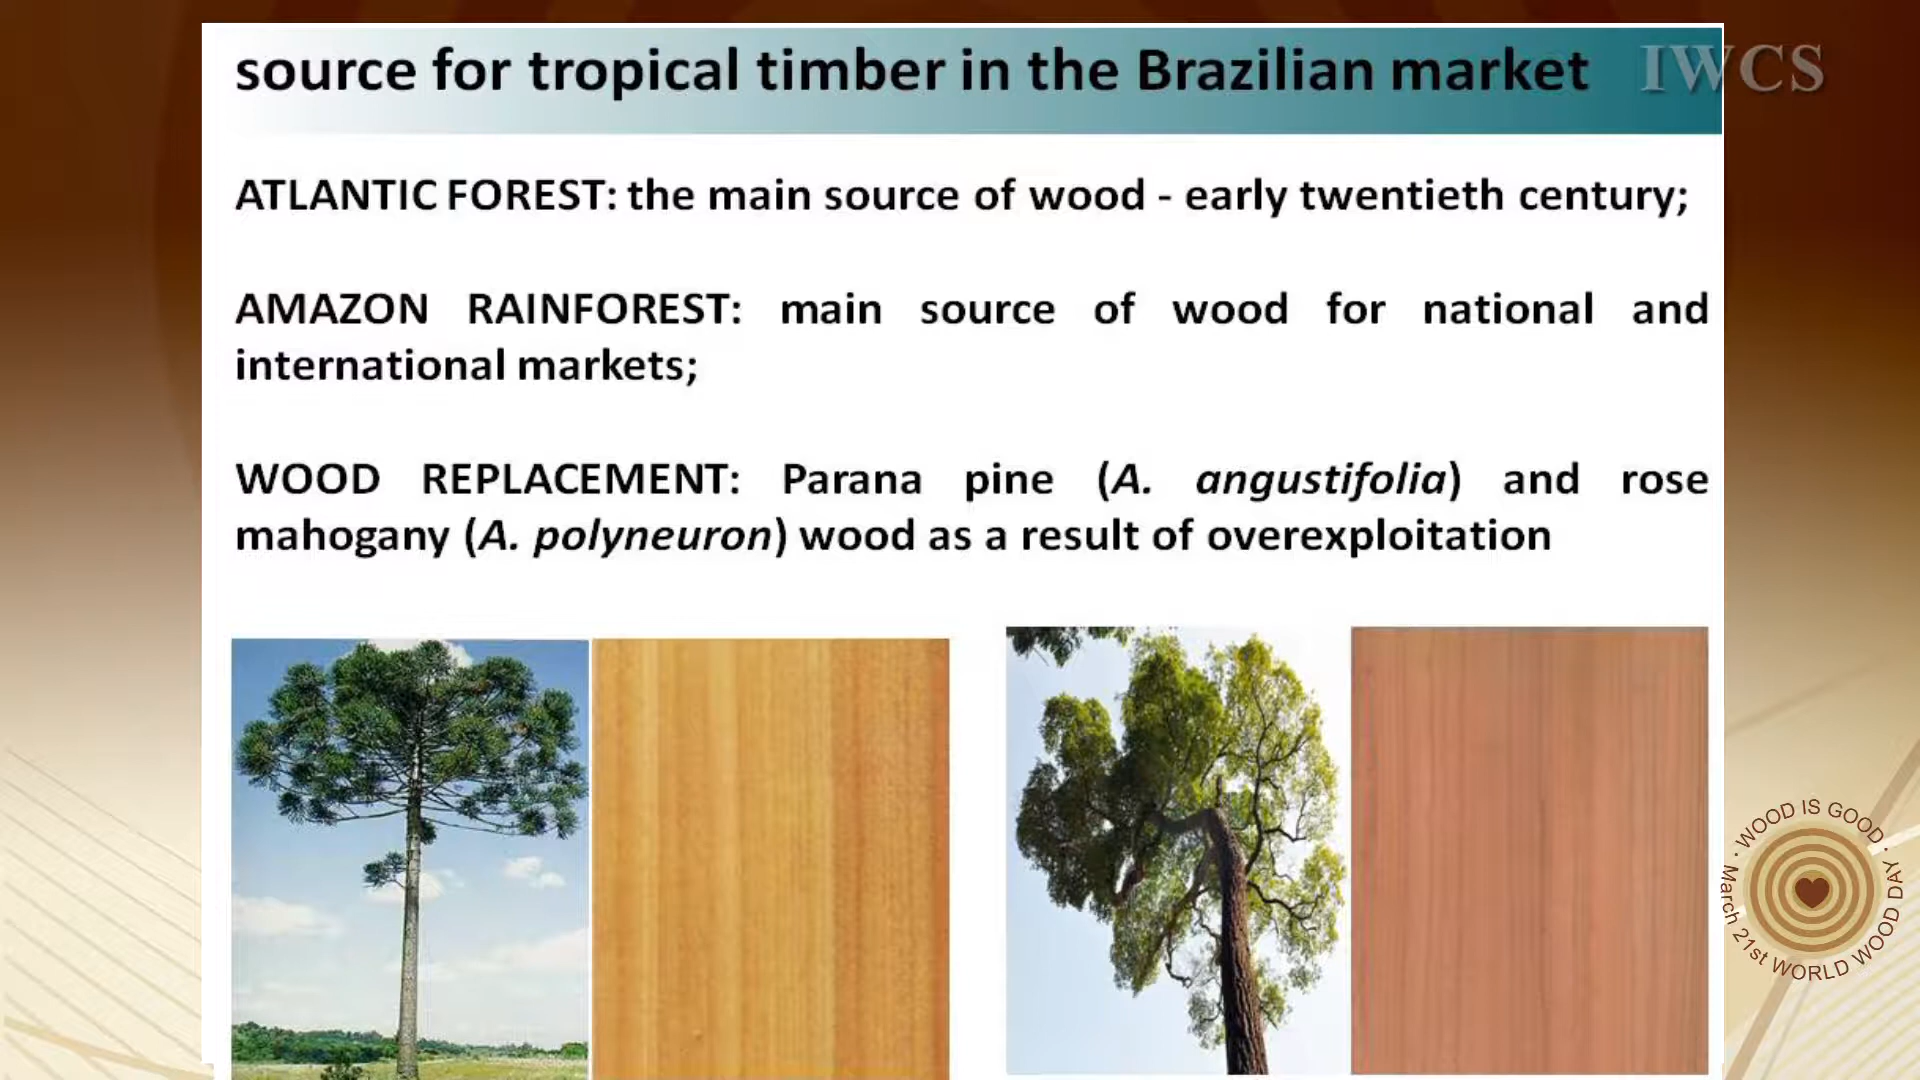 source for tropical timber in the Brazilian market
IWCS
ATLANTIC FOREST: the main source of wood - early twentieth century;
AMAZON RAINFOREST: main source of wood for national and
international markets;
WOOD REPLACEMENT: Parana pine (A. angustifolia) and rose
mahogany (A. polyneuron) wood as a result of overexploitation
· WOOD IS GOOD ·
March 21st WORLD WOOD DAY